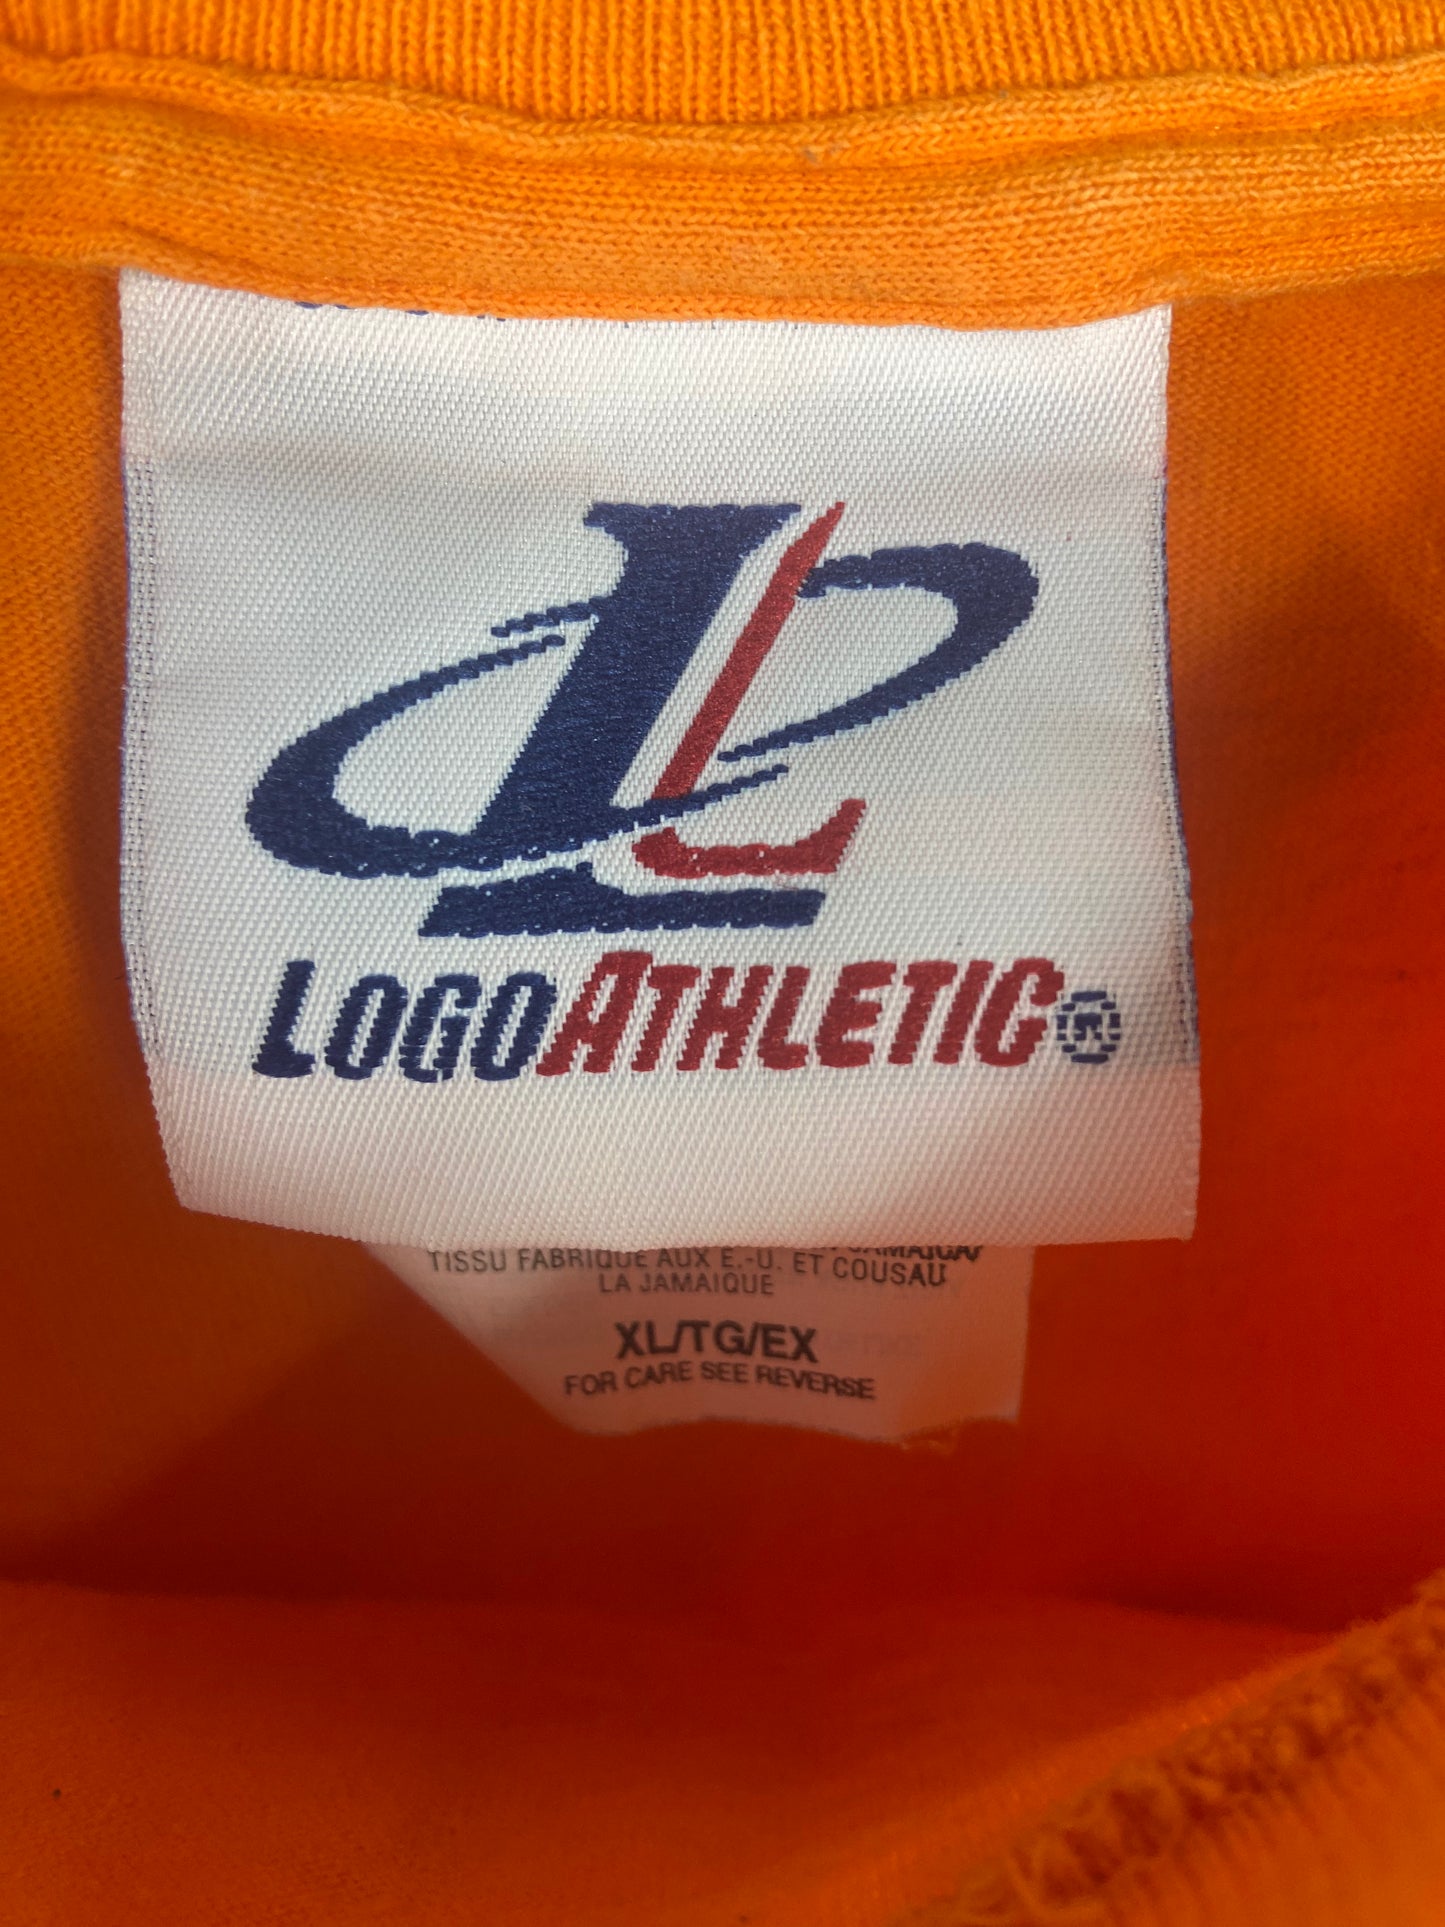 LOGOATHLETIC®
TISSU FABRIQUE AUX E.-U. ET COUSAU
LA JAMAIQUE
XL/TG/EX
FOR CARE SEE REVERSE